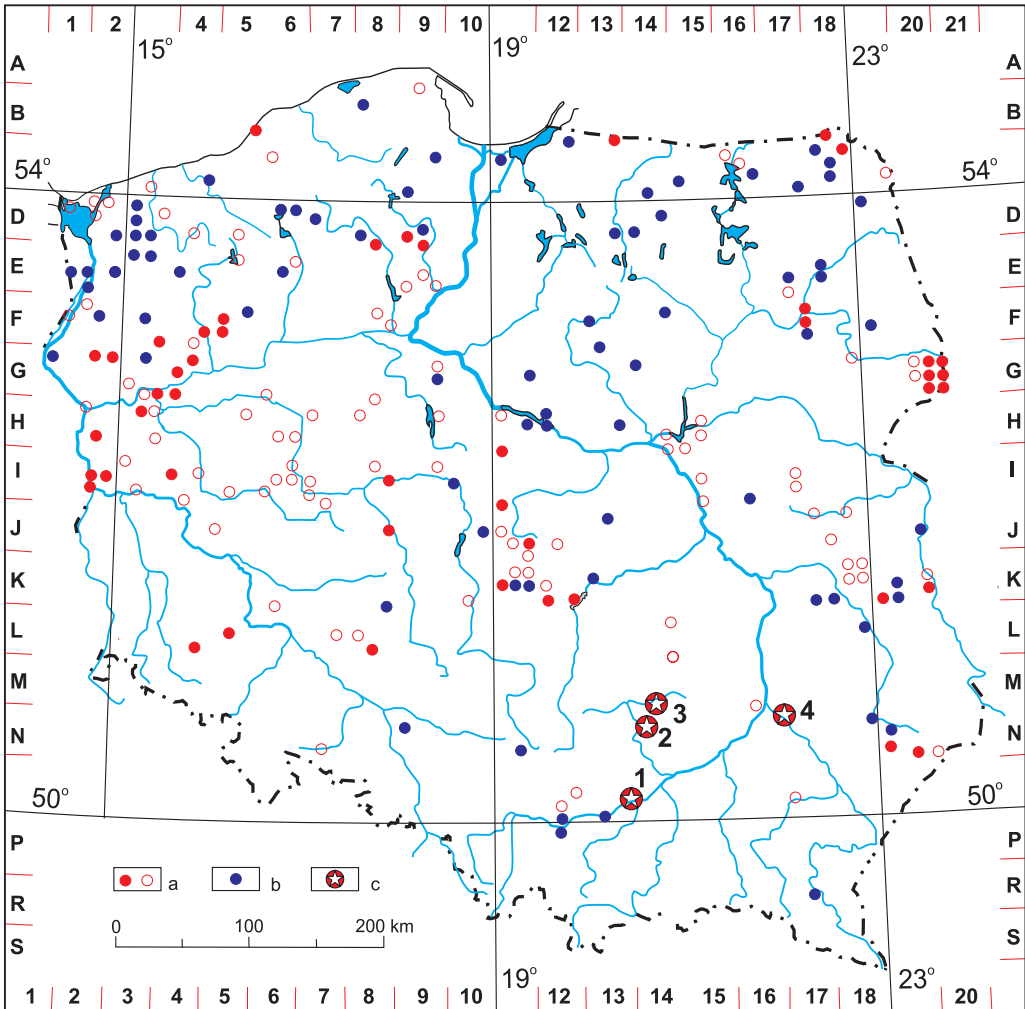 1 2 4 5 6 7 8 9 10 12 13 14 15 16 17 18 20 21
15° 19° 23°
A A
B B
54° 54°
D D
E E
F F
G G
H H
I I
J J
K K
L L
M M
3 4
N 2 N
1
50° 50°
P P
a b c
R R
0 100 200 km
S S
19° 23°
1 2 3 4 5 6 7 8 9 10 12 13 14 15 16 17 18 20